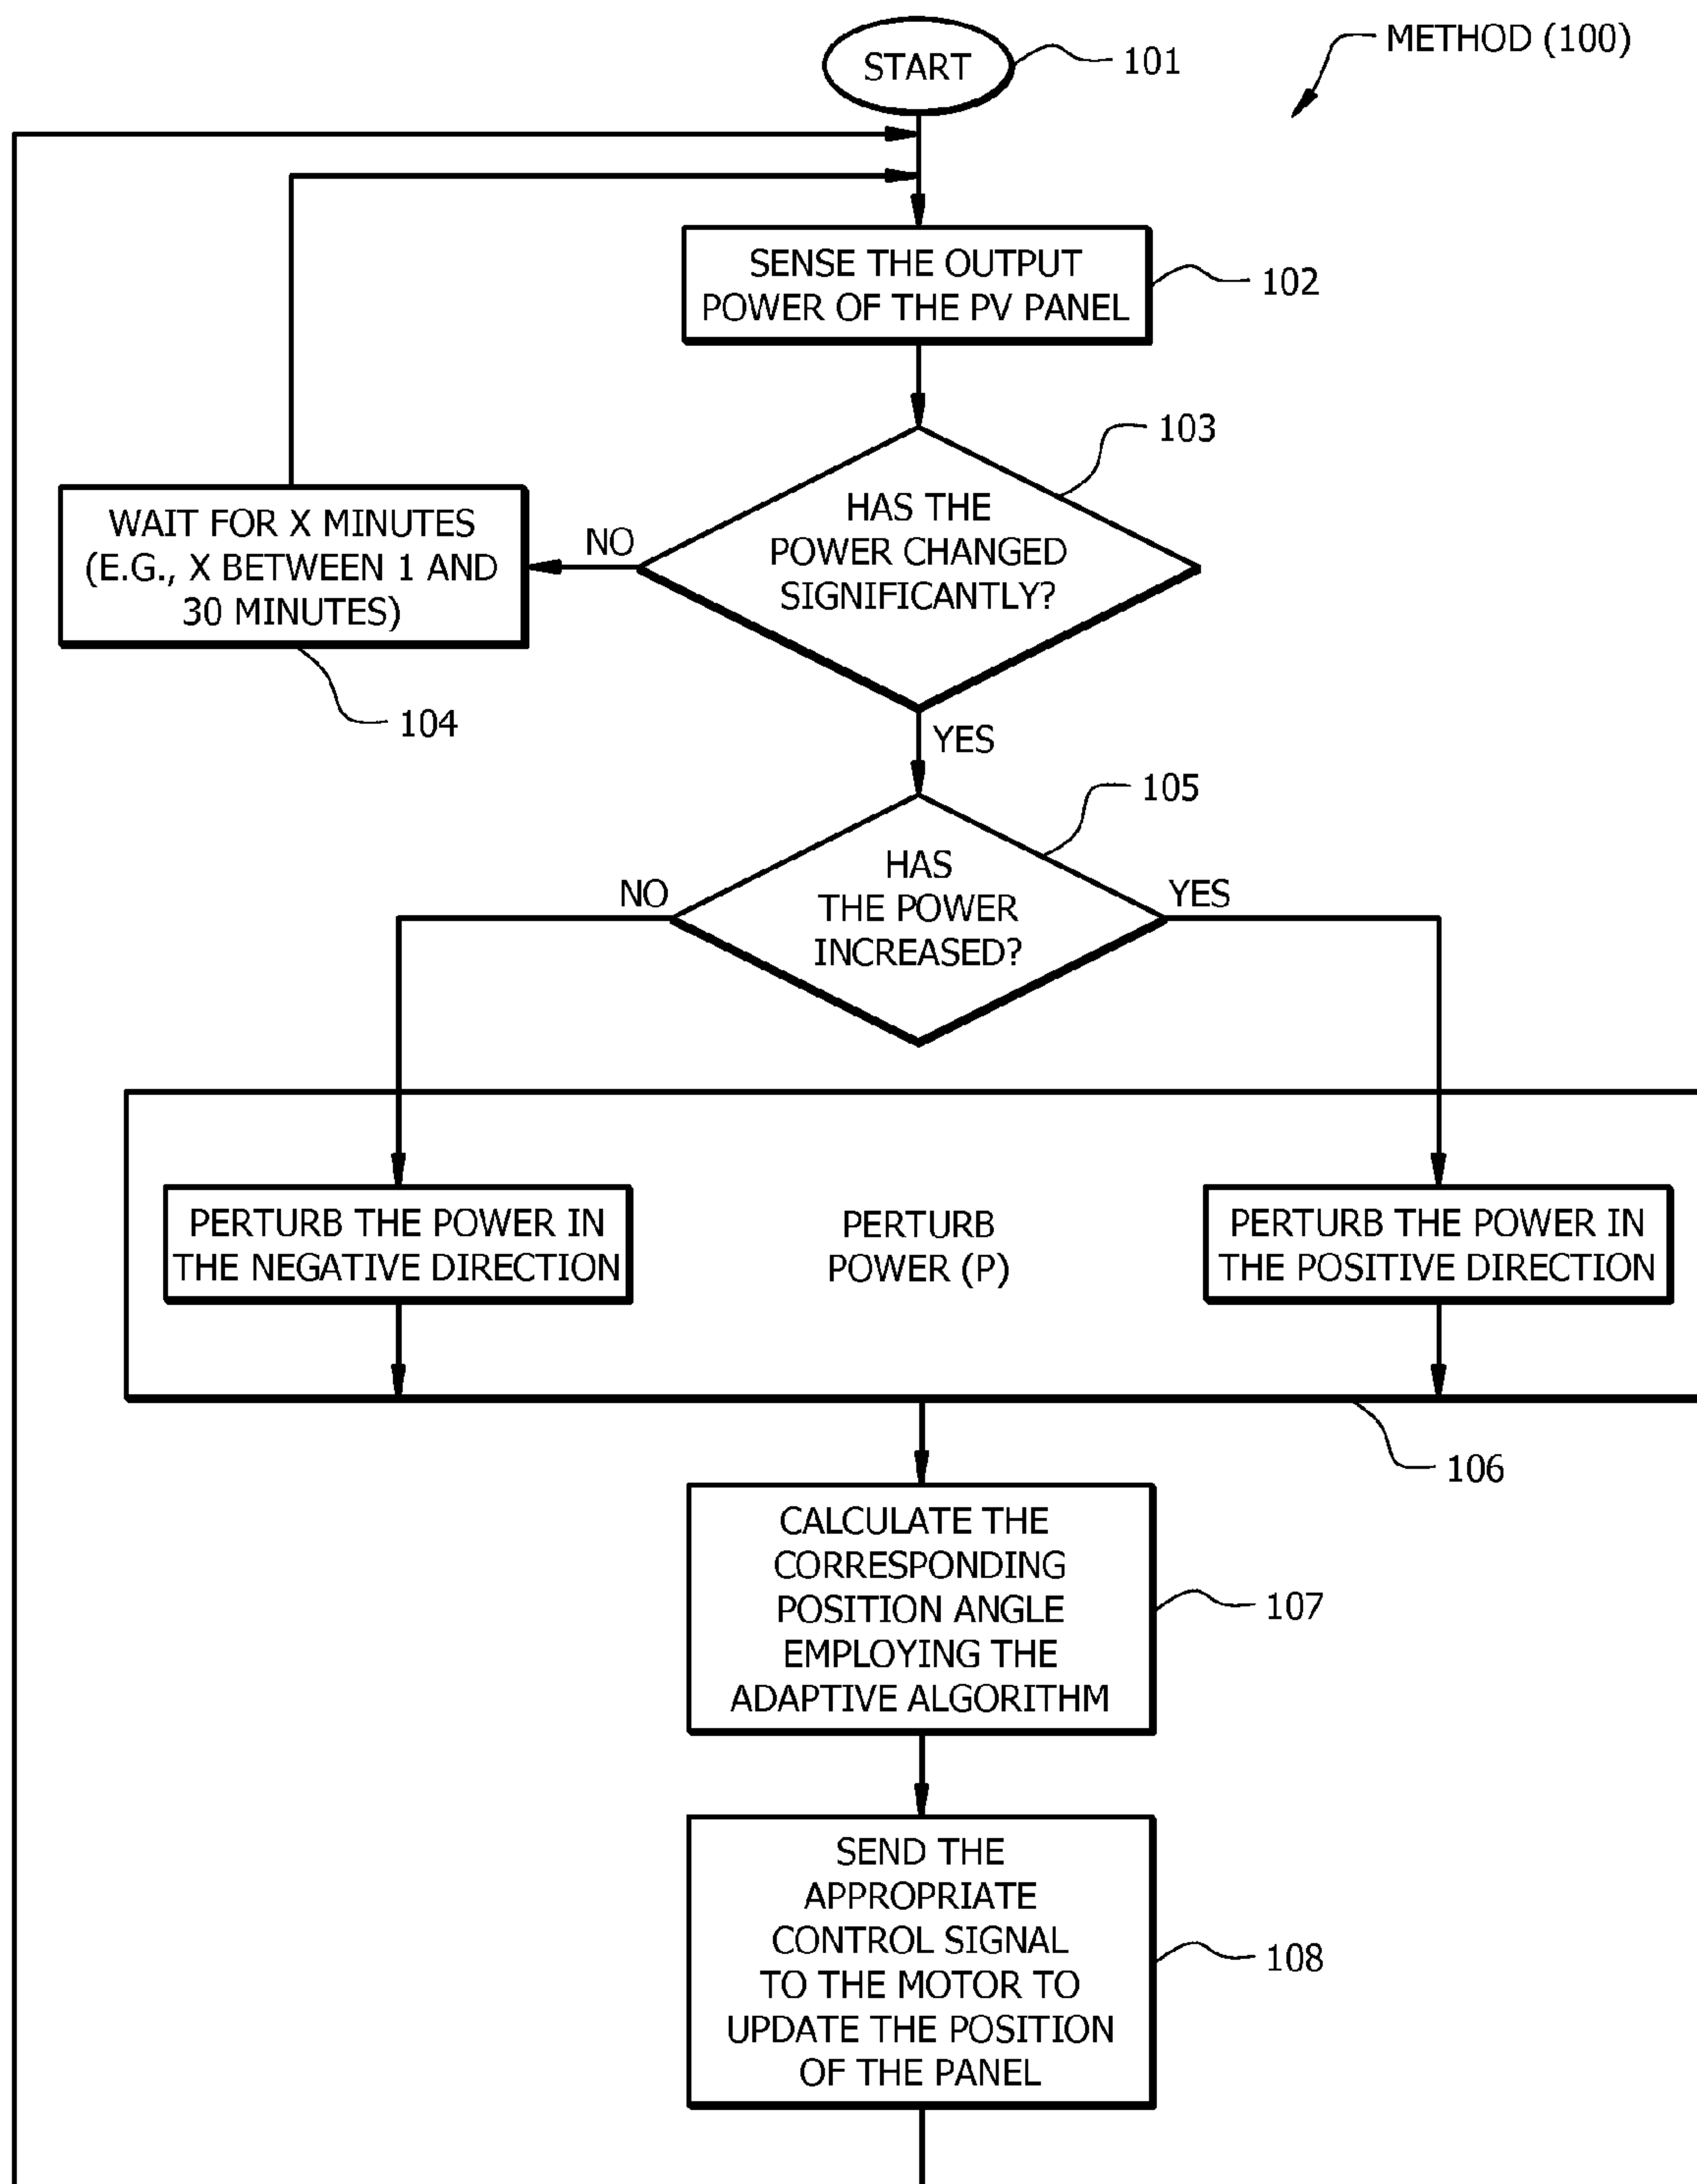 START
101
METHOD (100)
SENSE THE OUTPUT
POWER OF THE PV PANEL
102
103
HAS THE
POWER CHANGED
SIGNIFICANTLY?
NO
WAIT FOR X MINUTES
(E.G., X BETWEEN 1 AND
30 MINUTES)
104
YES
105
HAS
THE POWER
INCREASED?
NO
YES
PERTURB THE POWER IN
THE NEGATIVE DIRECTION
PERTURB
POWER (P)
PERTURB THE POWER IN
THE POSITIVE DIRECTION
106
CALCULATE THE
CORRESPONDING
POSITION ANGLE
EMPLOYING THE
ADAPTIVE ALGORITHM
107
SEND THE
APPROPRIATE
CONTROL SIGNAL
TO THE MOTOR TO
UPDATE THE POSITION
OF THE PANEL
108